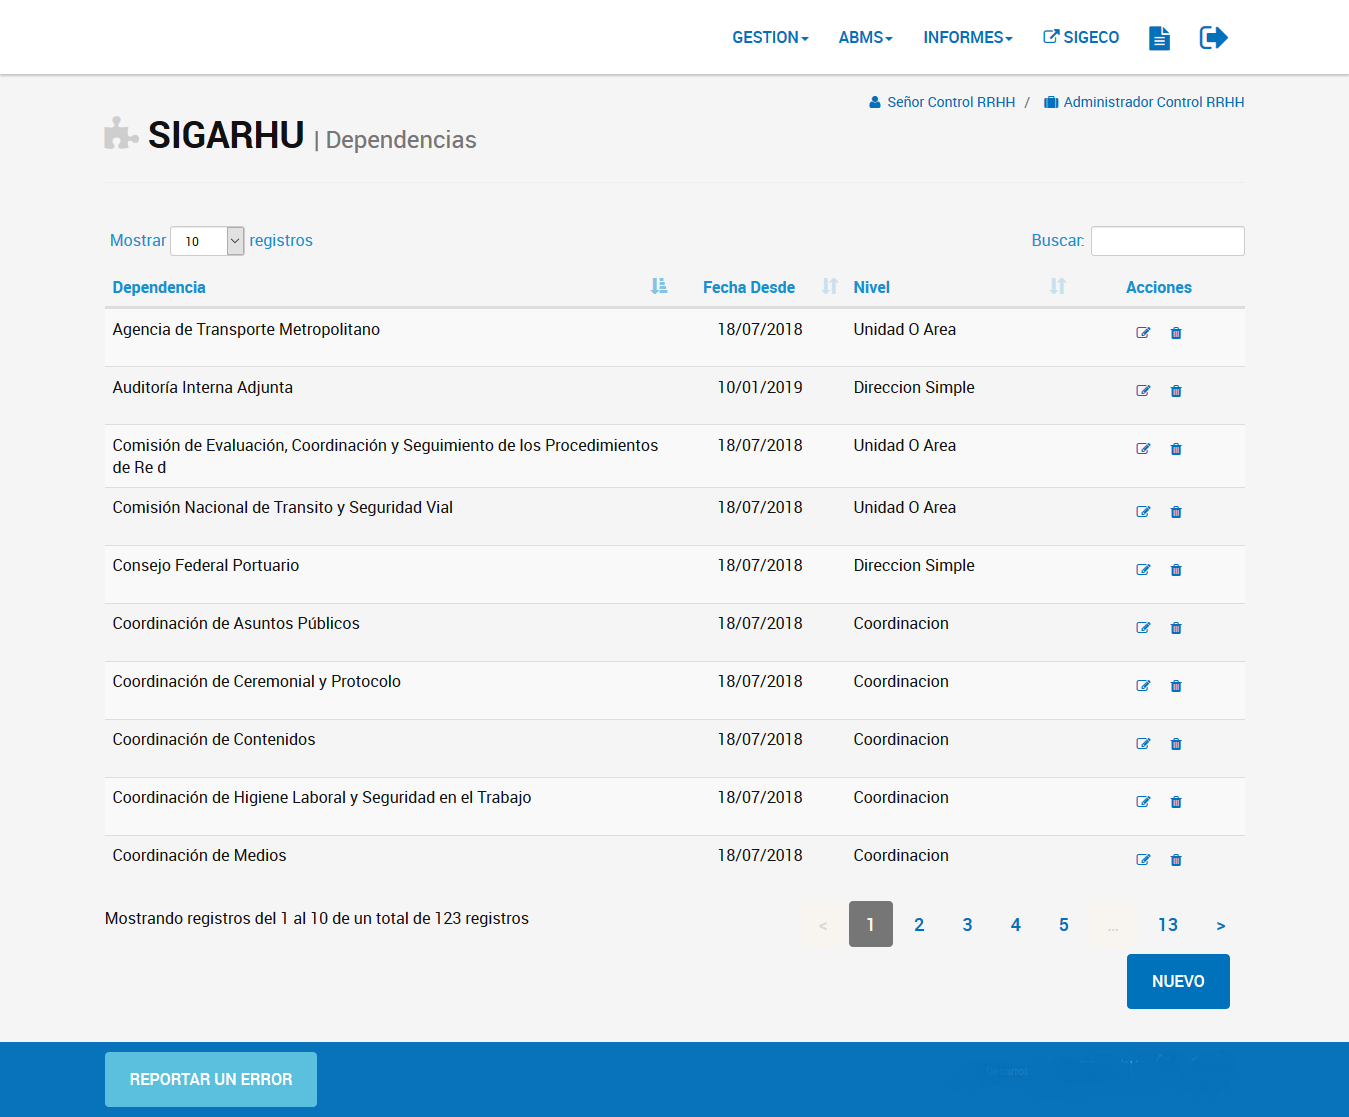 GESTION ABMS INFORMES SIGECO
Señor Control RRHH / Administrador Control RRHH
SIGARHU | Dependencias
Mostrar 10 registros Buscar:
Dependencia Fecha Desde Nivel Acciones
Agencia de Transporte Metropolitano 18/07/2018 Unidad O Area
Auditoría Interna Adjunta 10/01/2019 Direccion Simple
Comisión de Evaluación, Coordinación y Seguimiento de los Procedimientos 18/07/2018 Unidad O Area
de Re d
Comisión Nacional de Transito y Seguridad Vial 18/07/2018 Unidad O Area
Consejo Federal Portuario 18/07/2018 Direccion Simple
Coordinación de Asuntos Públicos 18/07/2018 Coordinacion
Coordinación de Ceremonial y Protocolo 18/07/2018 Coordinacion
Coordinación de Contenidos 18/07/2018 Coordinacion
Coordinación de Higiene Laboral y Seguridad en el Trabajo 18/07/2018 Coordinacion
Coordinación de Medios 18/07/2018 Coordinacion
Mostrando registros del 1 al 10 de un total de 123 registros < 1 2 3 4 5 ... 13 >
NUEVO
REPORTAR UN ERROR